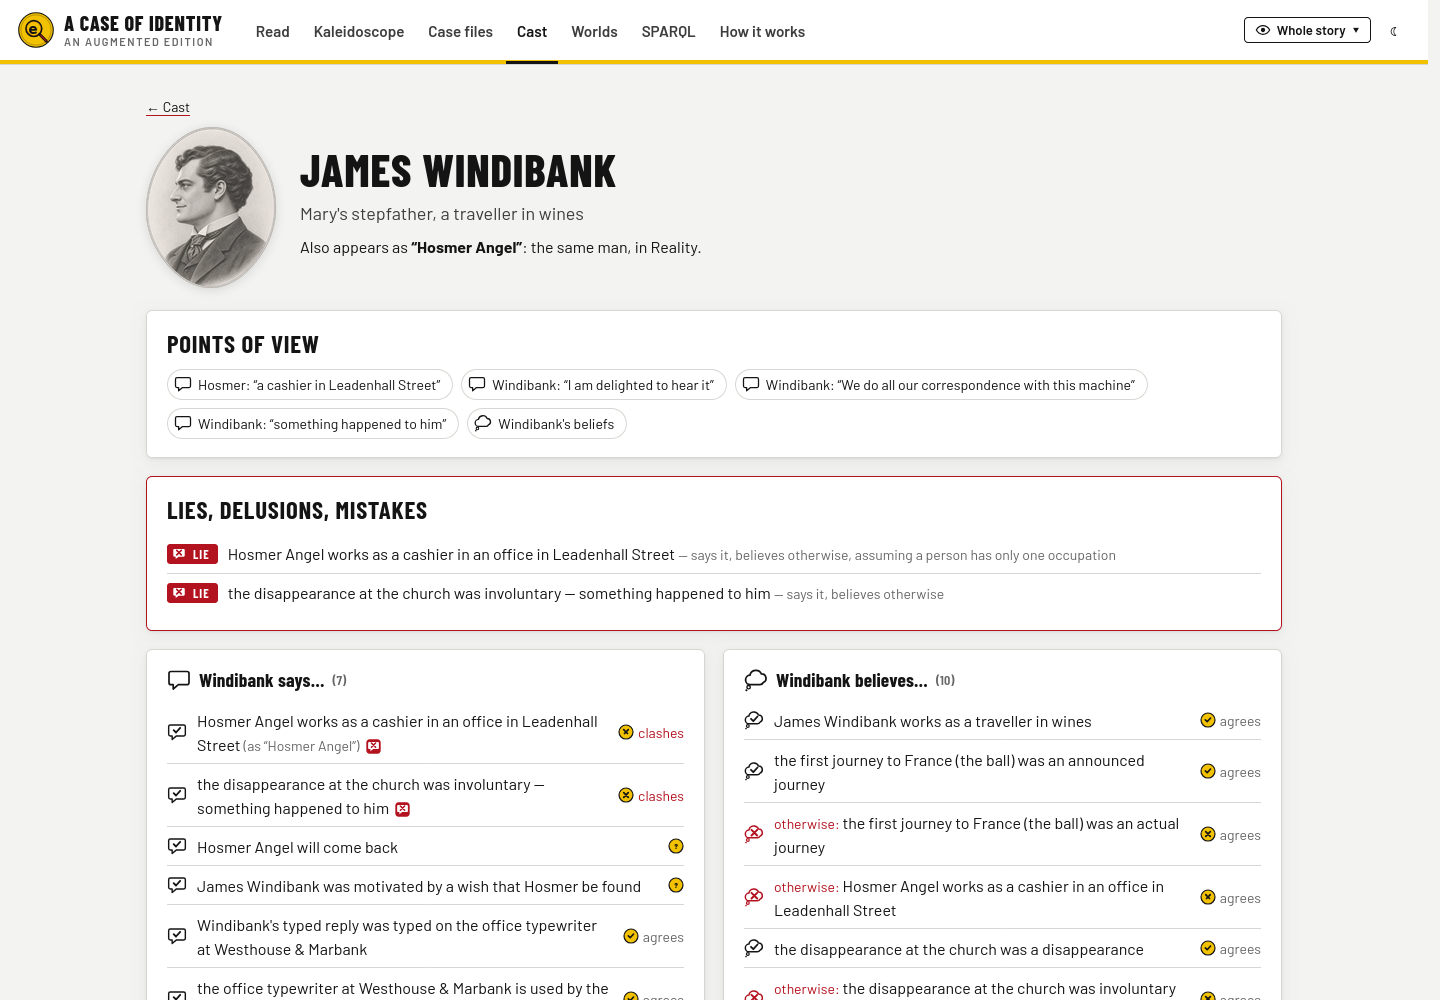 A CASE OF IDENTITY
AN AUGMENTED EDITION
Read
Kaleidoscope
Case files
Cast
Worlds
SPARQL
How it works
Whole story ▾
← Cast
JAMES WINDIBANK
Mary's stepfather, a traveller in wines
Also appears as “Hosmer Angel”: the same man, in Reality.
POINTS OF VIEW
Hosmer: “a cashier in Leadenhall Street”
Windibank: “I am delighted to hear it”
Windibank: “We do all our correspondence with this machine”
Windibank: “something happened to him”
Windibank's beliefs
LIES, DELUSIONS, MISTAKES
LIE Hosmer Angel works as a cashier in an office in Leadenhall Street — says it, believes otherwise, assuming a person has only one occupation
LIE the disappearance at the church was involuntary — something happened to him — says it, believes otherwise
Windibank says... (7)
Hosmer Angel works as a cashier in an office in Leadenhall
Street (as “Hosmer Angel”)
clashes
the disappearance at the church was involuntary —
something happened to him
clashes
Hosmer Angel will come back
?
James Windibank was motivated by a wish that Hosmer be found
?
Windibank's typed reply was typed on the office typewriter
at Westhouse & Marbank
agrees
the office typewriter at Westhouse & Marbank is used by the
agrees
Windibank believes... (10)
James Windibank works as a traveller in wines
agrees
the first journey to France (the ball) was an announced
journey
agrees
otherwise: the first journey to France (the ball) was an actual
journey
agrees
otherwise: Hosmer Angel works as a cashier in an office in
Leadenhall Street
agrees
the disappearance at the church was a disappearance
agrees
otherwise: the disappearance at the church was involuntary
agrees